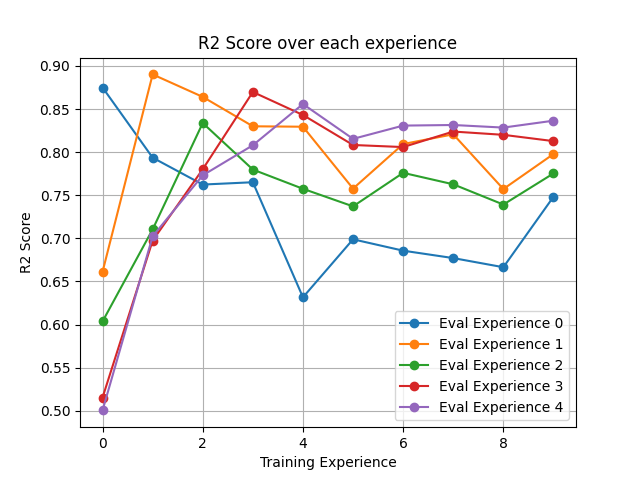 R2 Score over each experience
0.90
0.85
0.80
0.75
0.70
0.65
0.60
0.55
0.50
R2 Score
0 2 4 6 8
Training Experience
Eval Experience 0
Eval Experience 1
Eval Experience 2
Eval Experience 3
Eval Experience 4